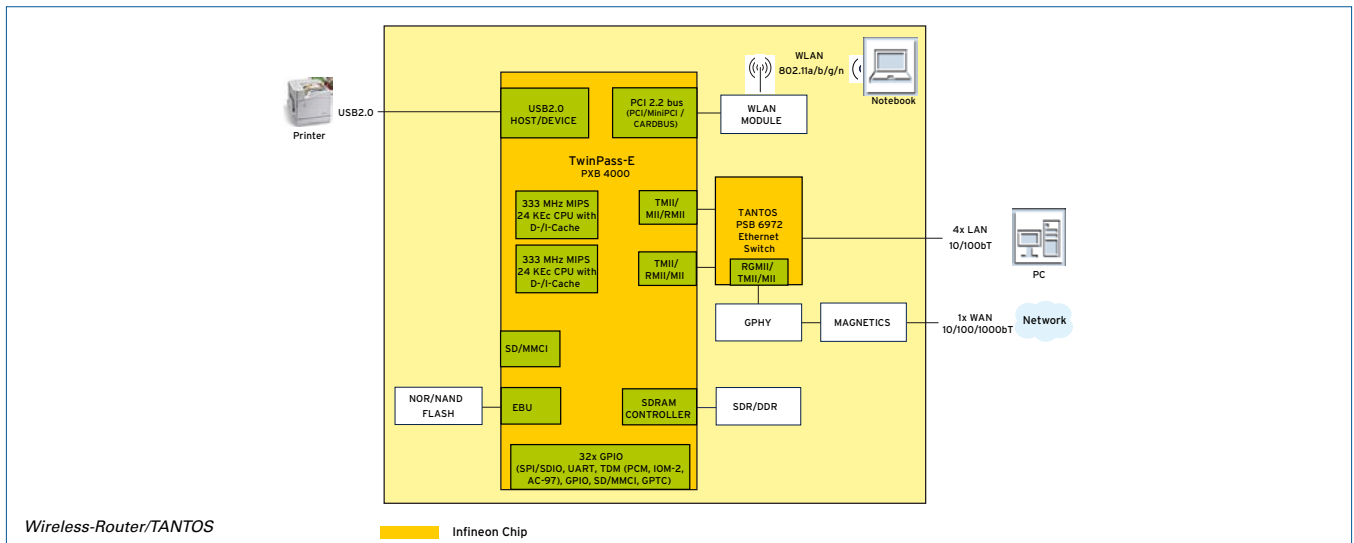 WLAN
802.11a/b/g/n
Notebook
Printer
USB2.0
USB2.0
HOST/DEVICE
PCI 2.2 bus
(PCI/MiniPCI /
CARDBUS)
WLAN
MODULE
TwinPass-E
PXB 4000
333 MHz MIPS
24 KEc CPU with
D-/I-Cache
333 MHz MIPS
24 KEc CPU with
D-/I-Cache
TMII/
MII/RMII
TMII/
RMII/MII
TANTOS
PSB 6972
Ethernet
Switch
RGMII/
TMII/MII
4x LAN
10/100bT
PC
GPHY
MAGNETICS
1x WAN
10/100/1000bT
Network
SD/MMCI
NOR/NAND
FLASH
EBU
SDRAM
CONTROLLER
SDR/DDR
32x GPIO
(SPI/SDIO, UART, TDM (PCM, IOM-2,
AC-97), GPIO, SD/MMCI, GPTC)
Wireless-Router/TANTOS
Infineon Chip